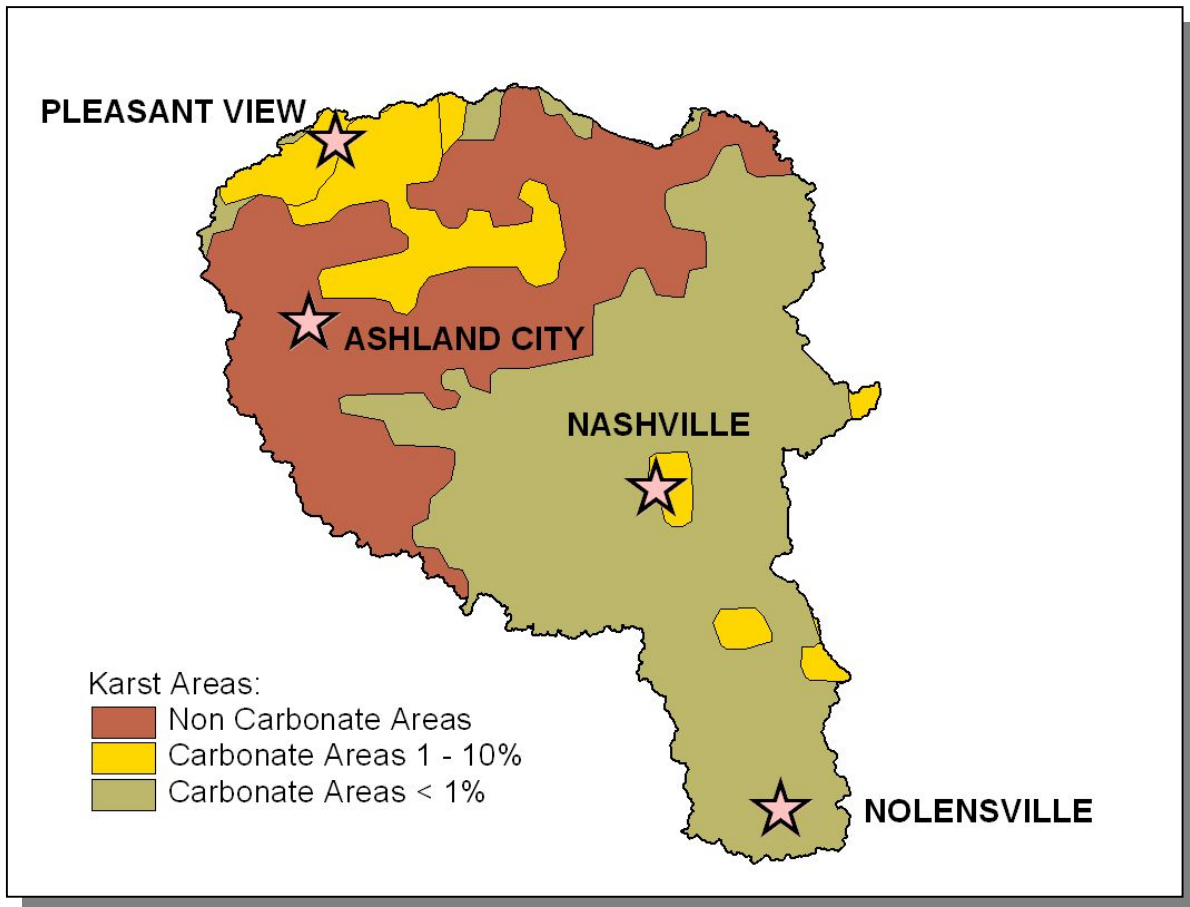 PLEASANT VIEW
ASHLAND CITY
NASHVILLE
Karst Areas:
Non Carbonate Areas
Carbonate Areas 1 - 10%
Carbonate Areas < 1%
NOLENSVILLE